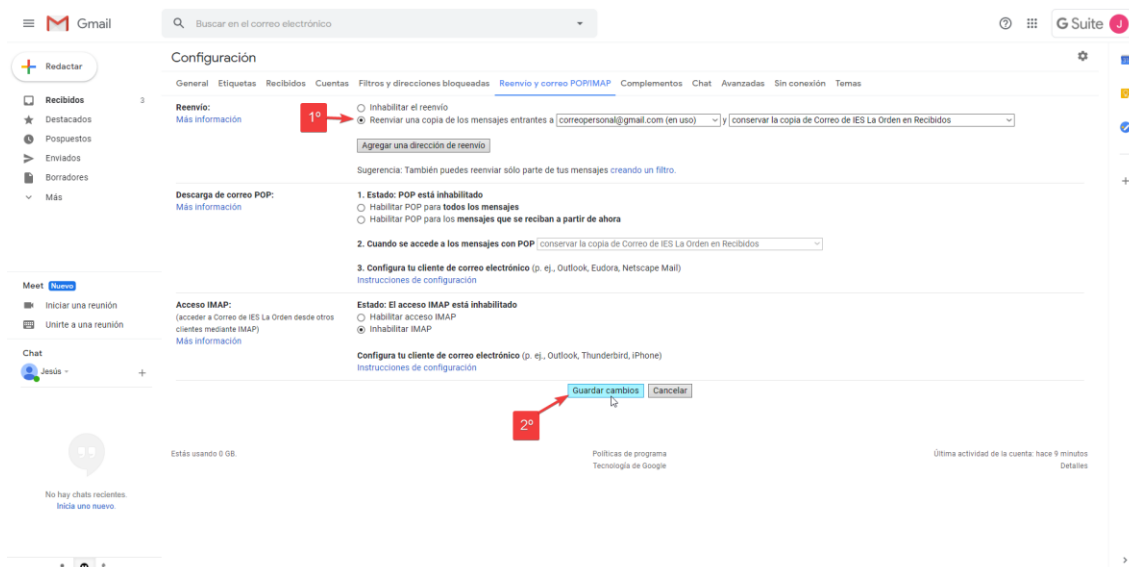 Gmail
Buscar en el correo electrónico
G Suite
J
Redactar
Recibidos 3
Destacados
Pospuestos
Enviados
Borradores
Más
Meet Nuevo
Iniciar una reunión
Unirte a una reunión
Chat
Jesús
No hay chats recientes.
Inicia uno nuevo.
Configuración
General Etiquetas Recibidos Cuentas Filtros y direcciones bloqueadas Reenvío y correo POP/IMAP Complementos Chat Avanzadas Sin conexión Temas
Reenvío:
Más información
1º
Inhabilitar el reenvío
Reenviar una copia de los mensajes entrantes a correopersonal@gmail.com (en uso) y conservar la copia de Correo de IES La Orden en Recibidos
Agregar una dirección de reenvío
Sugerencia: También puedes reenviar sólo parte de tus mensajes creando un filtro.
Descarga de correo POP:
Más información
1. Estado: POP está inhabilitado
Habilitar POP para todos los mensajes
Habilitar POP para los mensajes que se reciban a partir de ahora
2. Cuando se accede a los mensajes con POP conservar la copia de Correo de IES La Orden en Recibidos
3. Configura tu cliente de correo electrónico (p. ej., Outlook, Eudora, Netscape Mail)
Instrucciones de configuración
Acceso IMAP:
(acceder a Correo de IES La Orden desde otros
clientes mediante IMAP)
Más información
Estado: El acceso IMAP está inhabilitado
Habilitar acceso IMAP
Inhabilitar IMAP
Configura tu cliente de correo electrónico (p. ej., Outlook, Thunderbird, iPhone)
Instrucciones de configuración
Guardar cambios Cancelar
2º
Estás usando 0 GB.
Políticas de programa
Tecnología de Google
Última actividad de la cuenta: hace 9 minutos
Detalles